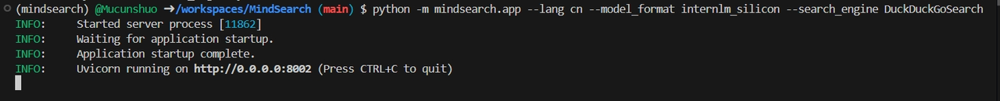 (mindsearch) @Mucunshuo ➜/workspaces/MindSearch (main) $ python -m mindsearch.app --lang cn --model_format internlm_silicon --search_engine DuckDuckGoSearch
INFO:     Started server process [11862]
INFO:     Waiting for application startup.
INFO:     Application startup complete.
INFO:     Uvicorn running on http://0.0.0.0:8002 (Press CTRL+C to quit)